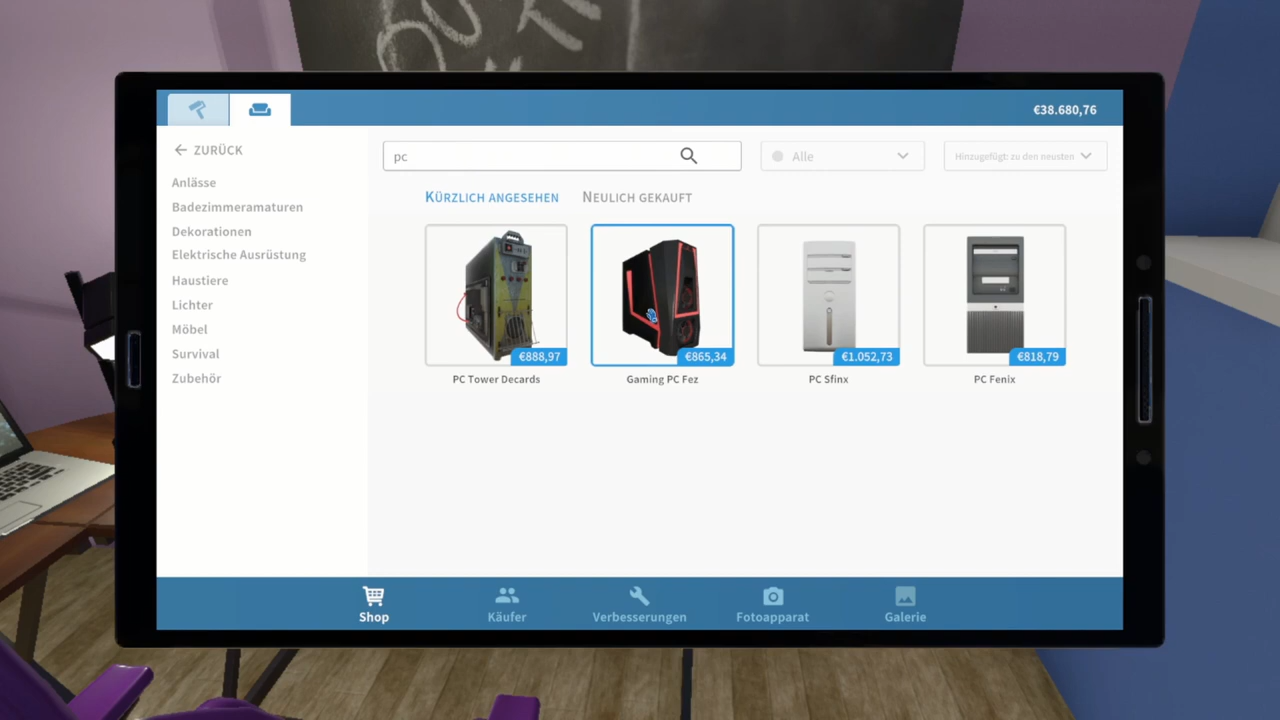 €38.680,76
ZURÜCK
Anlässe
Badezimmeramaturen
Dekorationen
Elektrische Ausrüstung
Haustiere
Lichter
Möbel
Survival
Zubehör
pc
Alle
Hinzugefügt: zu den neusten
KÜRZLICH ANGESEHEN
NEULICH GEKAUFT
€888,97
PC Tower Decards
€865,34
Gaming PC Fez
€1.052,73
PC Sfinx
€818,79
PC Fenix
Shop
Käufer
Verbesserungen
Fotoapparat
Galerie